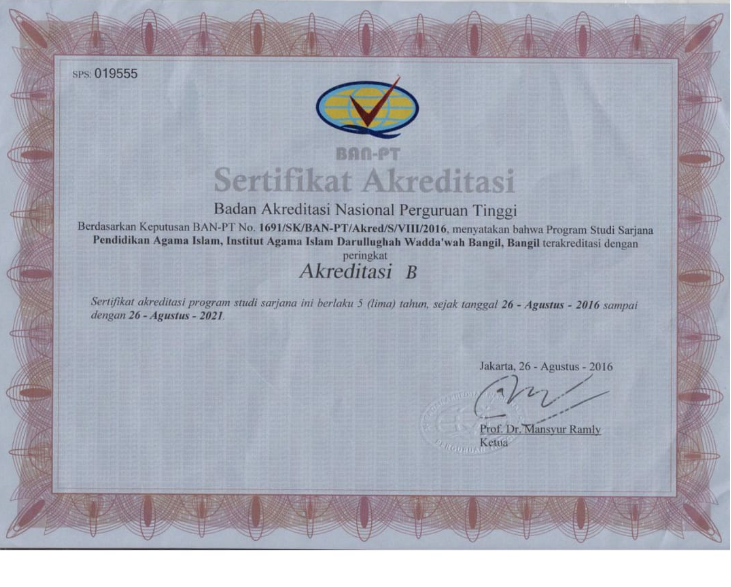 SPS: 019555
BAN-PT
Sertifikat Akreditasi
Badan Akreditasi Nasional Perguruan Tinggi
Berdasarkan Keputusan BAN-PT No. 1691/SK/BAN-PT/Akred/S/VIII/2016, menyatakan bahwa Program Studi Sarjana
Pendidikan Agama Islam, Institut Agama Islam Darullughah Wadda'wah Bangil, Bangil terakreditasi dengan
peringkat
Akreditasi B
Sertifikat akreditasi program studi sarjana ini berlaku 5 (lima) tahun, sejak tanggal 26 - Agustus - 2016 sampai
dengan 26 - Agustus - 2021.
Jakarta, 26 - Agustus - 2016
Prof. Dr. Mansyur Ramly
Ketua